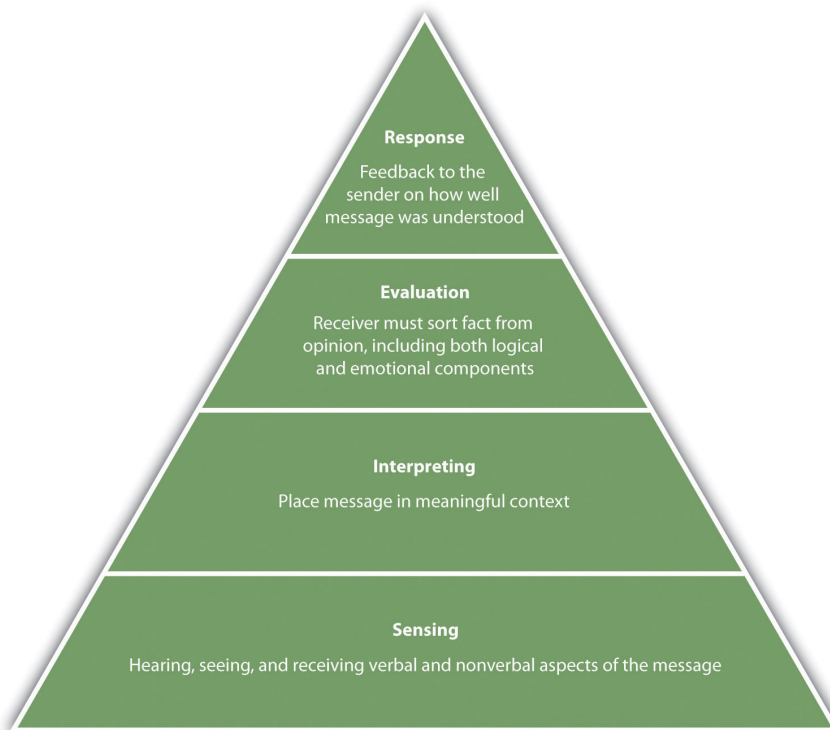 Response
Feedback to the
sender on how well
message was understood
Evaluation
Receiver must sort fact from
opinion, including both logical
and emotional components
Interpreting
Place message in meaningful context
Sensing
Hearing, seeing, and receiving verbal and nonverbal aspects of the message